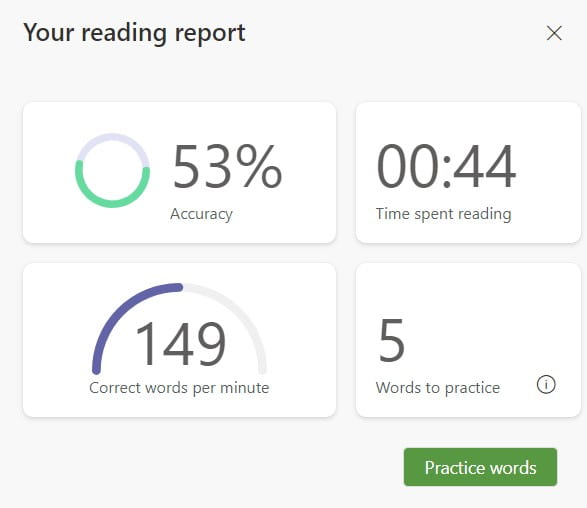 Your reading report
53%
Accuracy
00:44
Time spent reading
149
Correct words per minute
5
Words to practice
Practice words